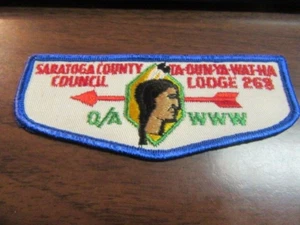 SARATOGA COUNTY TA-OUN-YA-WAT-HA
COUNCIL LODGE 268
O/A WWW